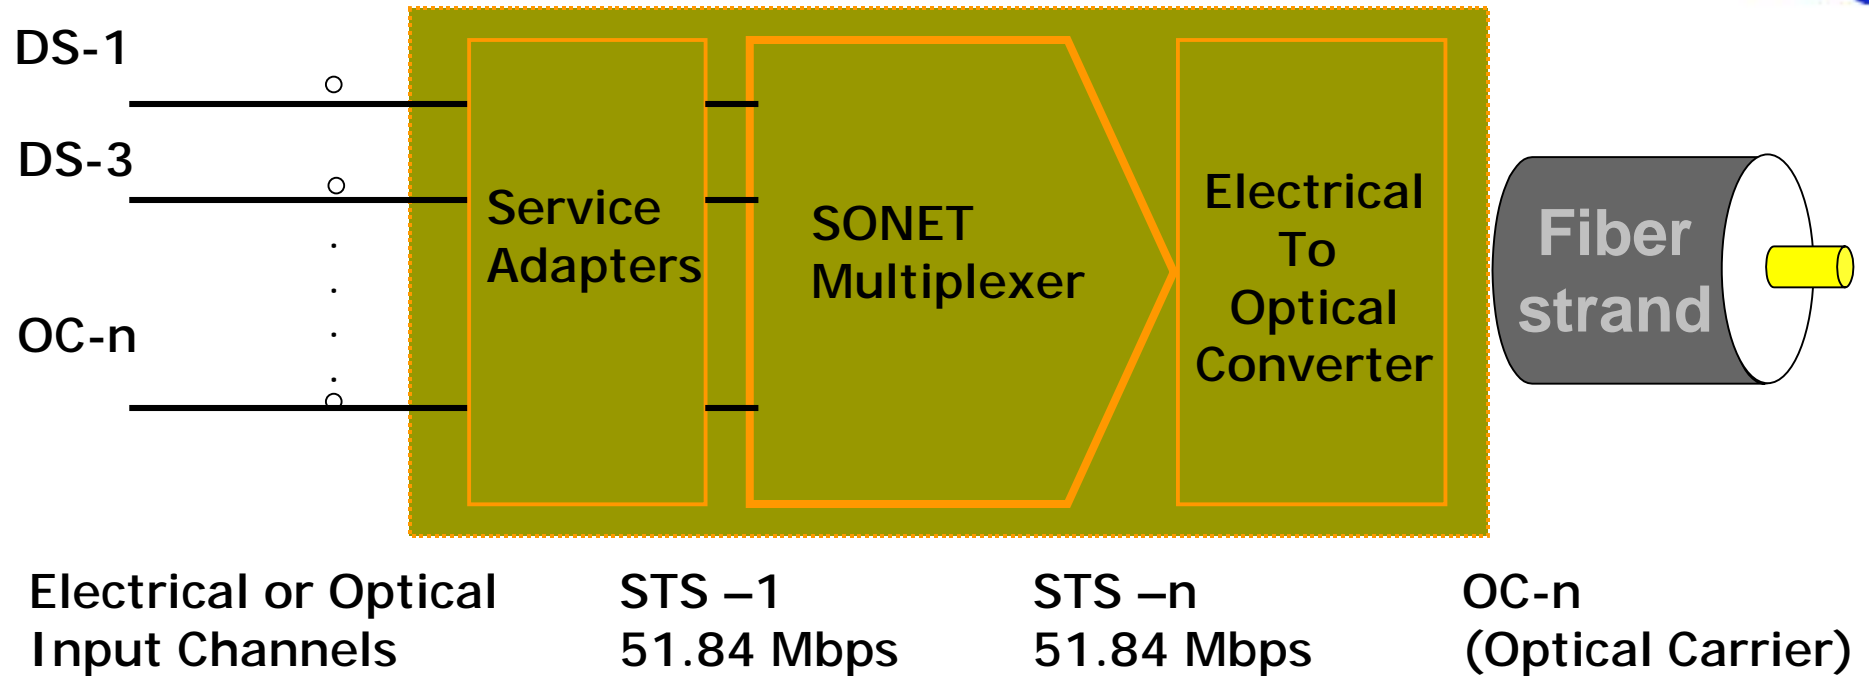 DS-1
DS-3
OC-n
Service
Adapters
SONET
Multiplexer
Electrical
To
Optical
Converter
Fiber
strand
Electrical or Optical
Input Channels
STS –1
51.84 Mbps
STS –n
51.84 Mbps
OC-n
(Optical Carrier)